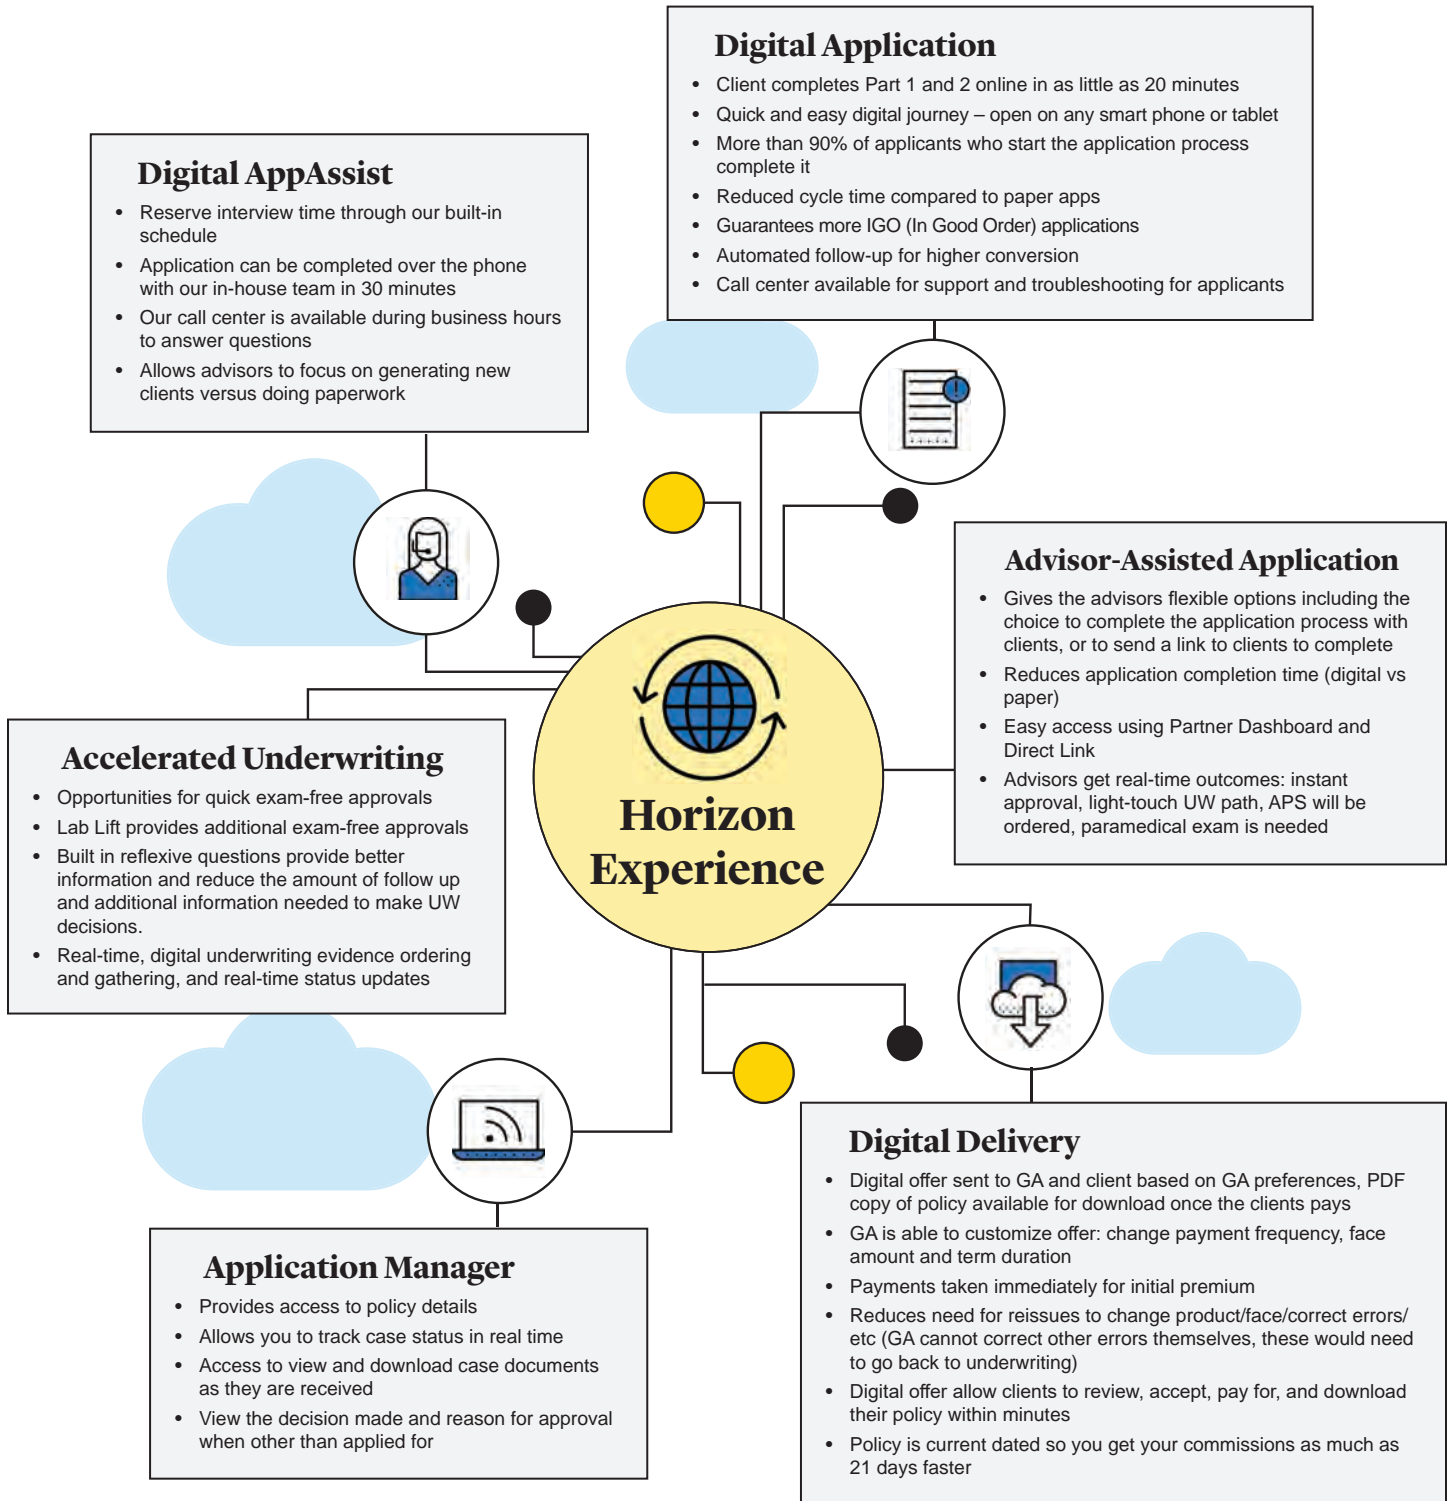 Digital Application
• Client completes Part 1 and 2 online in as little as 20 minutes
• Quick and easy digital journey – open on any smart phone or tablet
• More than 90% of applicants who start the application process
complete it
• Reduced cycle time compared to paper apps
• Guarantees more IGO (In Good Order) applications
• Automated follow-up for higher conversion
• Call center available for support and troubleshooting for applicants
Digital AppAssist
• Reserve interview time through our built-in
schedule
• Application can be completed over the phone
with our in-house team in 30 minutes
• Our call center is available during business hours
to answer questions
• Allows advisors to focus on generating new
clients versus doing paperwork
Advisor-Assisted Application
• Gives the advisors flexible options including the
choice to complete the application process with
clients, or to send a link to clients to complete
• Reduces application completion time (digital vs
paper)
• Easy access using Partner Dashboard and
Direct Link
• Advisors get real-time outcomes: instant
approval, light-touch UW path, APS will be
ordered, paramedical exam is needed
Accelerated Underwriting
• Opportunities for quick exam-free approvals
• Lab Lift provides additional exam-free approvals
• Built in reflexive questions provide better
information and reduce the amount of follow up
and additional information needed to make UW
decisions.
• Real-time, digital underwriting evidence ordering
and gathering, and real-time status updates
Horizon
Experience
Application Manager
• Provides access to policy details
• Allows you to track case status in real time
• Access to view and download case documents
as they are received
• View the decision made and reason for approval
when other than applied for
Digital Delivery
• Digital offer sent to GA and client based on GA preferences, PDF
copy of policy available for download once the clients pays
• GA is able to customize offer: change payment frequency, face
amount and term duration
• Payments taken immediately for initial premium
• Reduces need for reissues to change product/face/correct errors/
etc (GA cannot correct other errors themselves, these would need
to go back to underwriting)
• Digital offer allow clients to review, accept, pay for, and download
their policy within minutes
• Policy is current dated so you get your commissions as much as
21 days faster